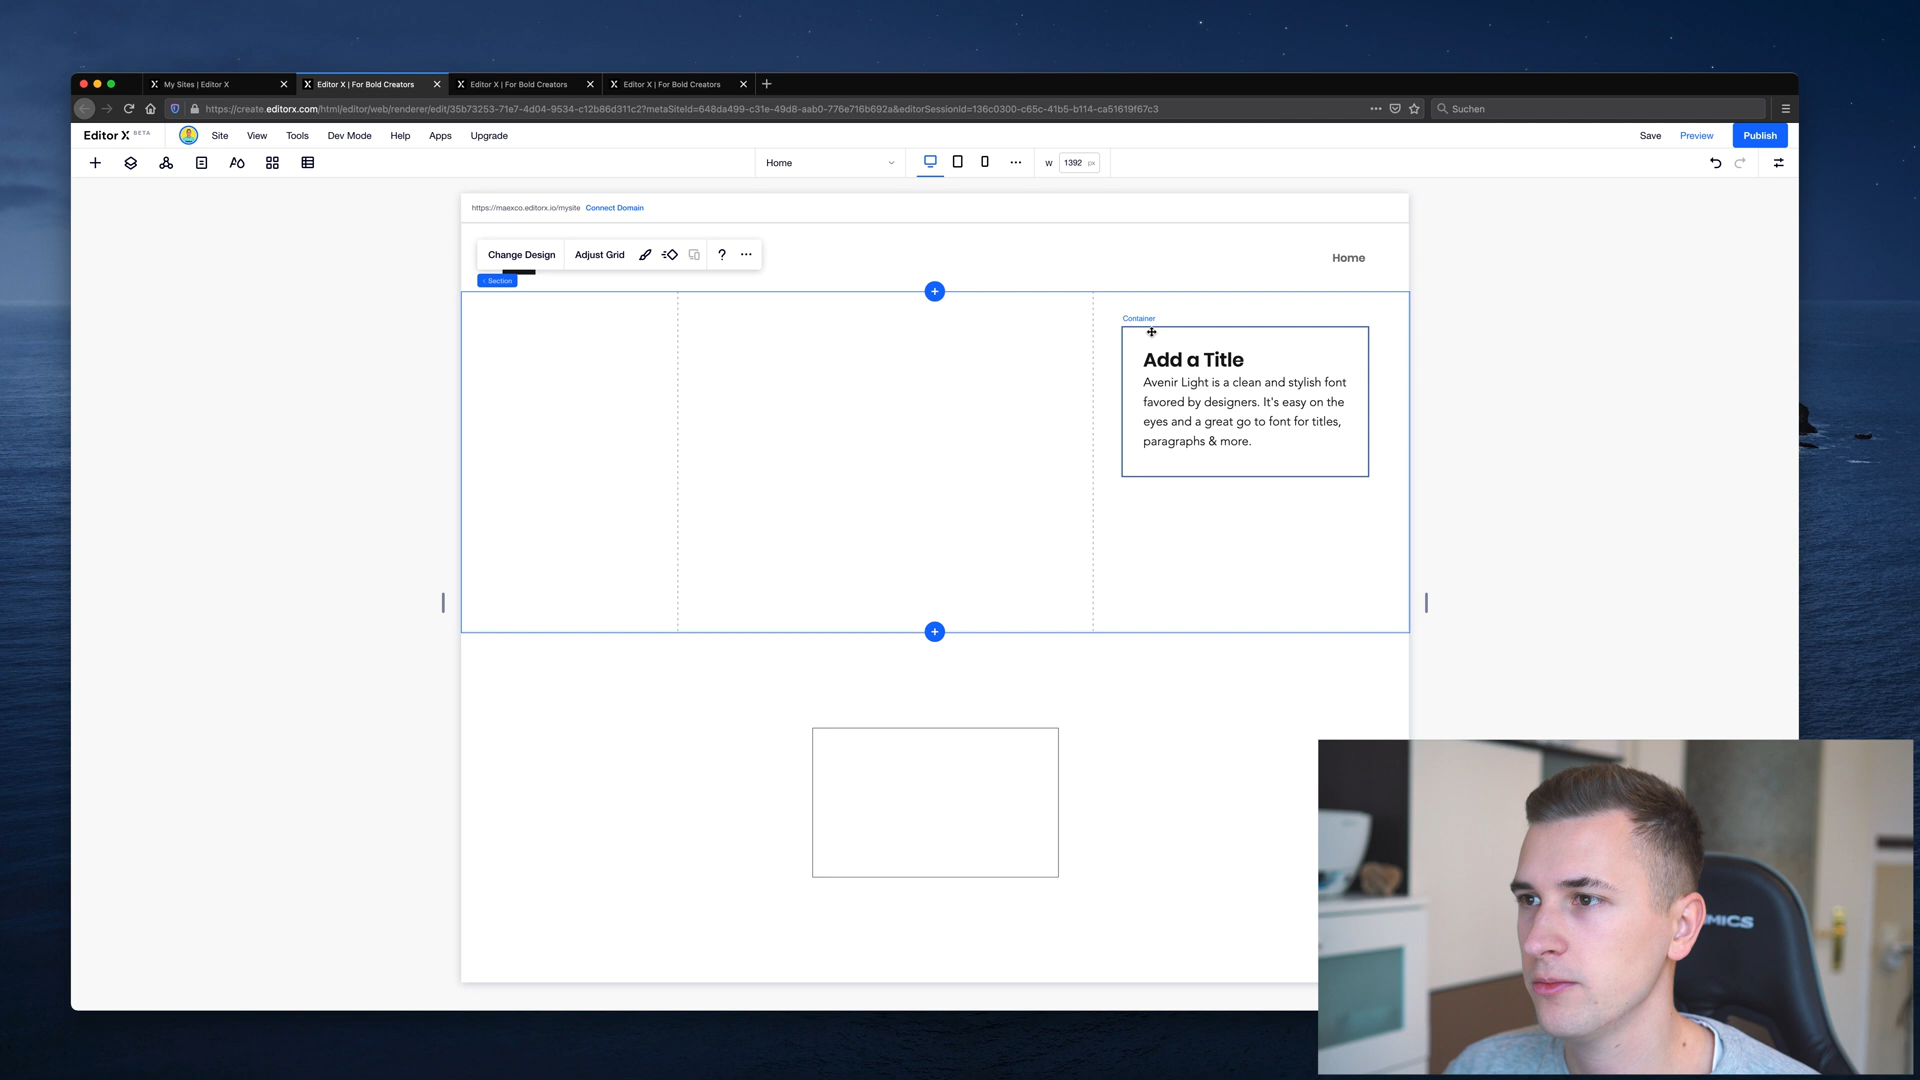 My Sites | Editor X
Editor X | For Bold Creators
Editor X | For Bold Creators
Editor X | For Bold Creators
https://create.editorx.com/html/editor/web/renderer/edit/35b73253-71e7-4d04-9534-c12b86d311c2?metaSiteId=648da499-c31e-49d8-aab0-776e716b692a&editorSessionId=136c0300-c65c-41b5-b114-ca51619f67c3
Suchen
Editor X BETA
Site
View
Tools
Dev Mode
Help
Apps
Upgrade
Save
Preview
Publish
Home
W 1392 px
https://maexco.editorx.io/mysite Connect Domain
Change Design
Adjust Grid
?
Home
< Section
Container
Add a Title
Avenir Light is a clean and stylish font
favored by designers. It's easy on the
eyes and a great go to font for titles,
paragraphs & more.
MICS